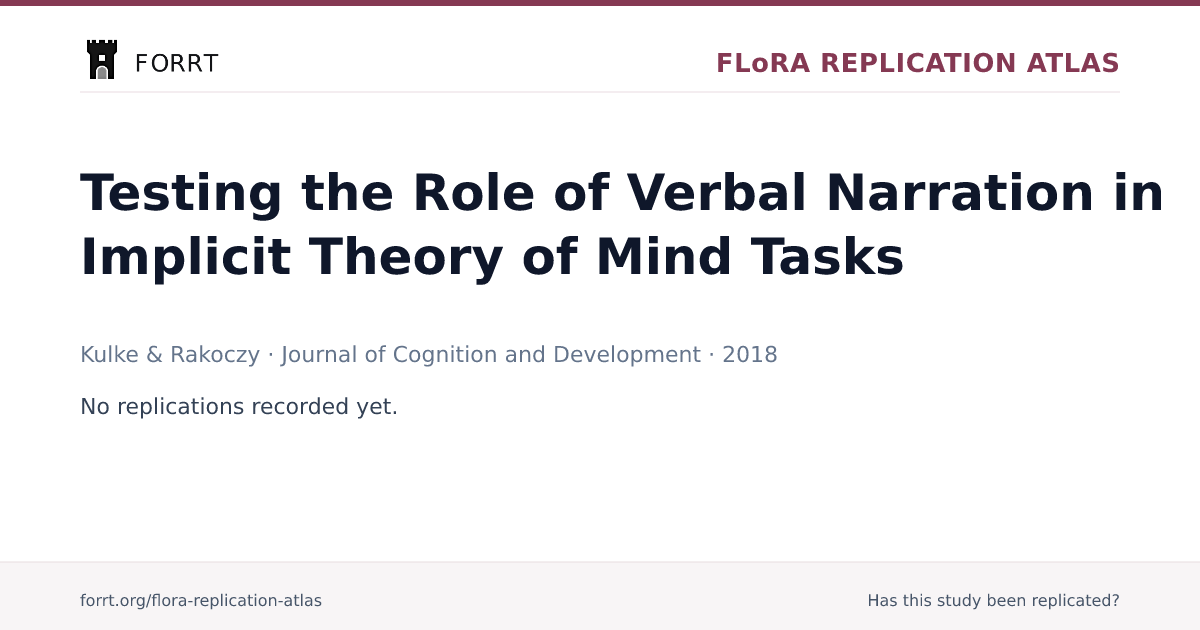 FORRT
FLoRA REPLICATION ATLAS
Testing the Role of Verbal Narration in
Implicit Theory of Mind Tasks
Kulke & Rakoczy · Journal of Cognition and Development · 2018
No replications recorded yet.
forrt.org/flora-replication-atlas
Has this study been replicated?